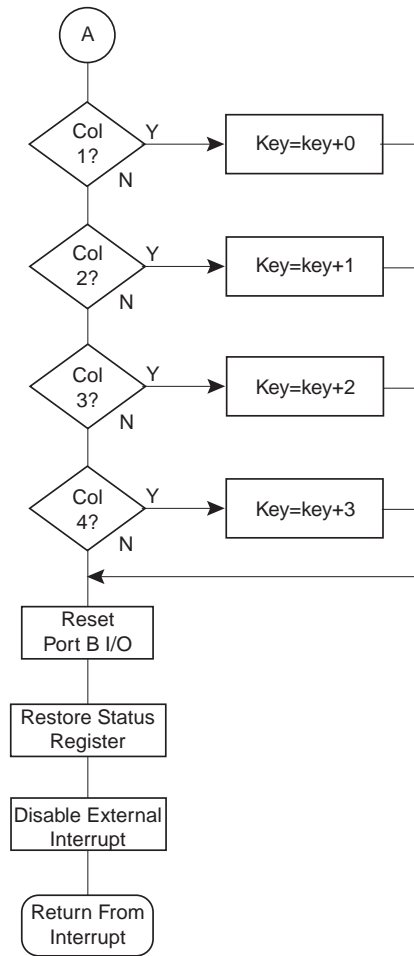 A
Col
1?
Y
Key=key+0
N
Col
2?
Y
Key=key+1
N
Col
3?
Y
Key=key+2
N
Col
4?
Y
Key=key+3
N
Reset
Port B I/O
Restore Status
Register
Disable External
Interrupt
Return From
Interrupt